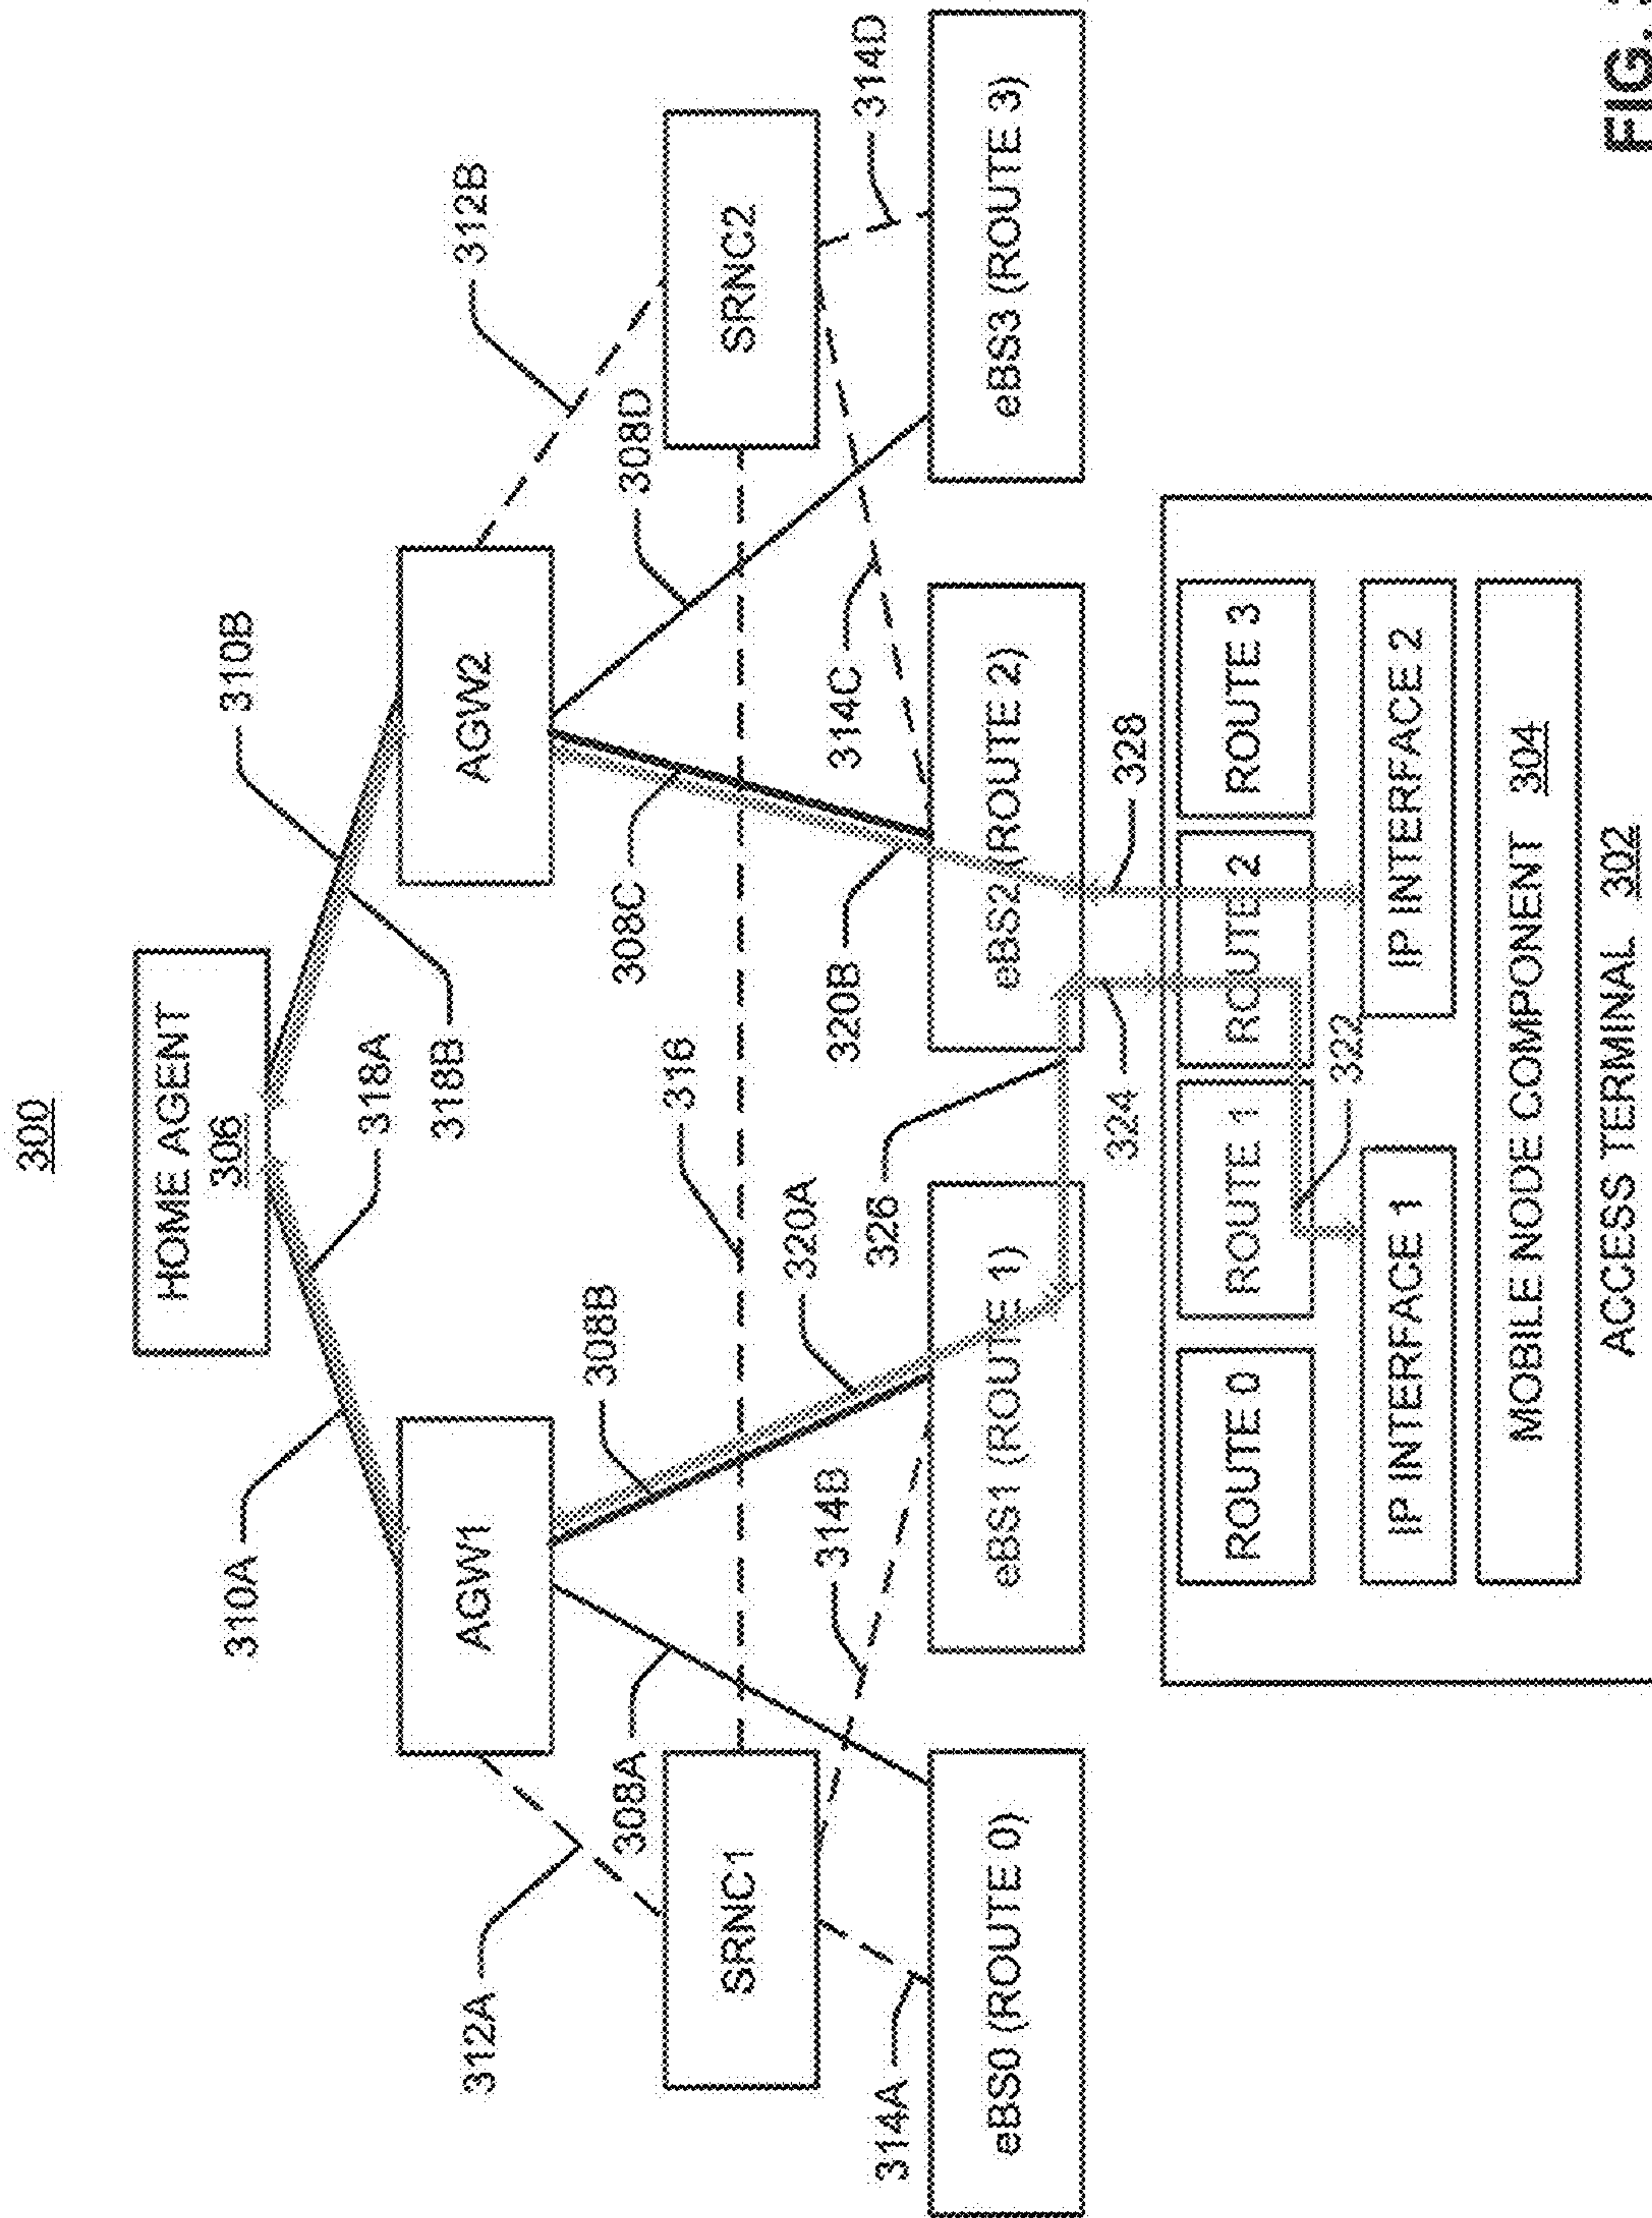 300
HOME AGENT
306
310A
310B
318A
318B
312A
AGW1
AGW2
312B
308B
308A
308C
308D
316
SRNC1
SRNC2
320A
314B
320B
314C
314D
326
314A
eBS0 (ROUTE 0)
eBS1 (ROUTE 1)
eBS2 (ROUTE 2)
eBS3 (ROUTE 3)
324
328
ROUTE 0
ROUTE 1
ROUTE 2
ROUTE 3
322
IP INTERFACE 1
IP INTERFACE 2
MOBILE NODE COMPONENT 304
ACCESS TERMINAL 302
FIG.